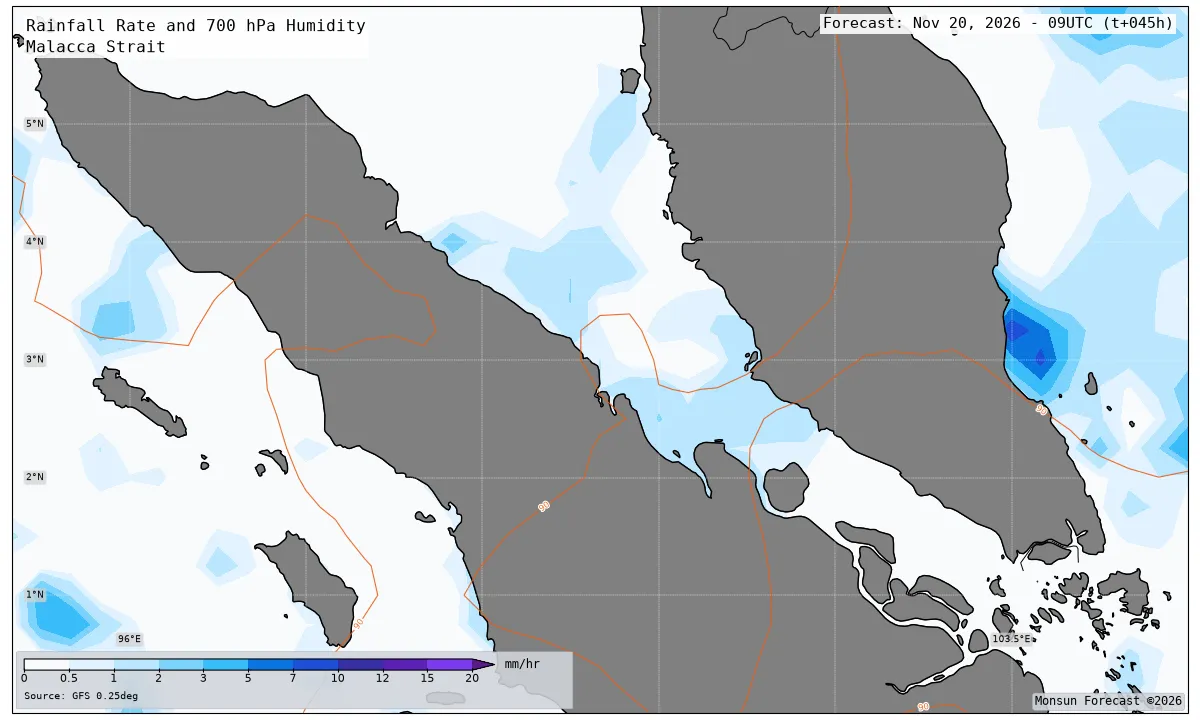 Rainfall Rate and 700 hPa Humidity
Malacca Strait
Forecast: Nov 20, 2026 - 09UTC (t+045h)
5°N
4°N
3°N
2°N
1°N
96°E
103.5°E
90
90
90
90
0 0.5 1 2 3 5 7 10 12 15 20
mm/hr
Source: GFS 0.25deg
Monsun Forecast ©2026